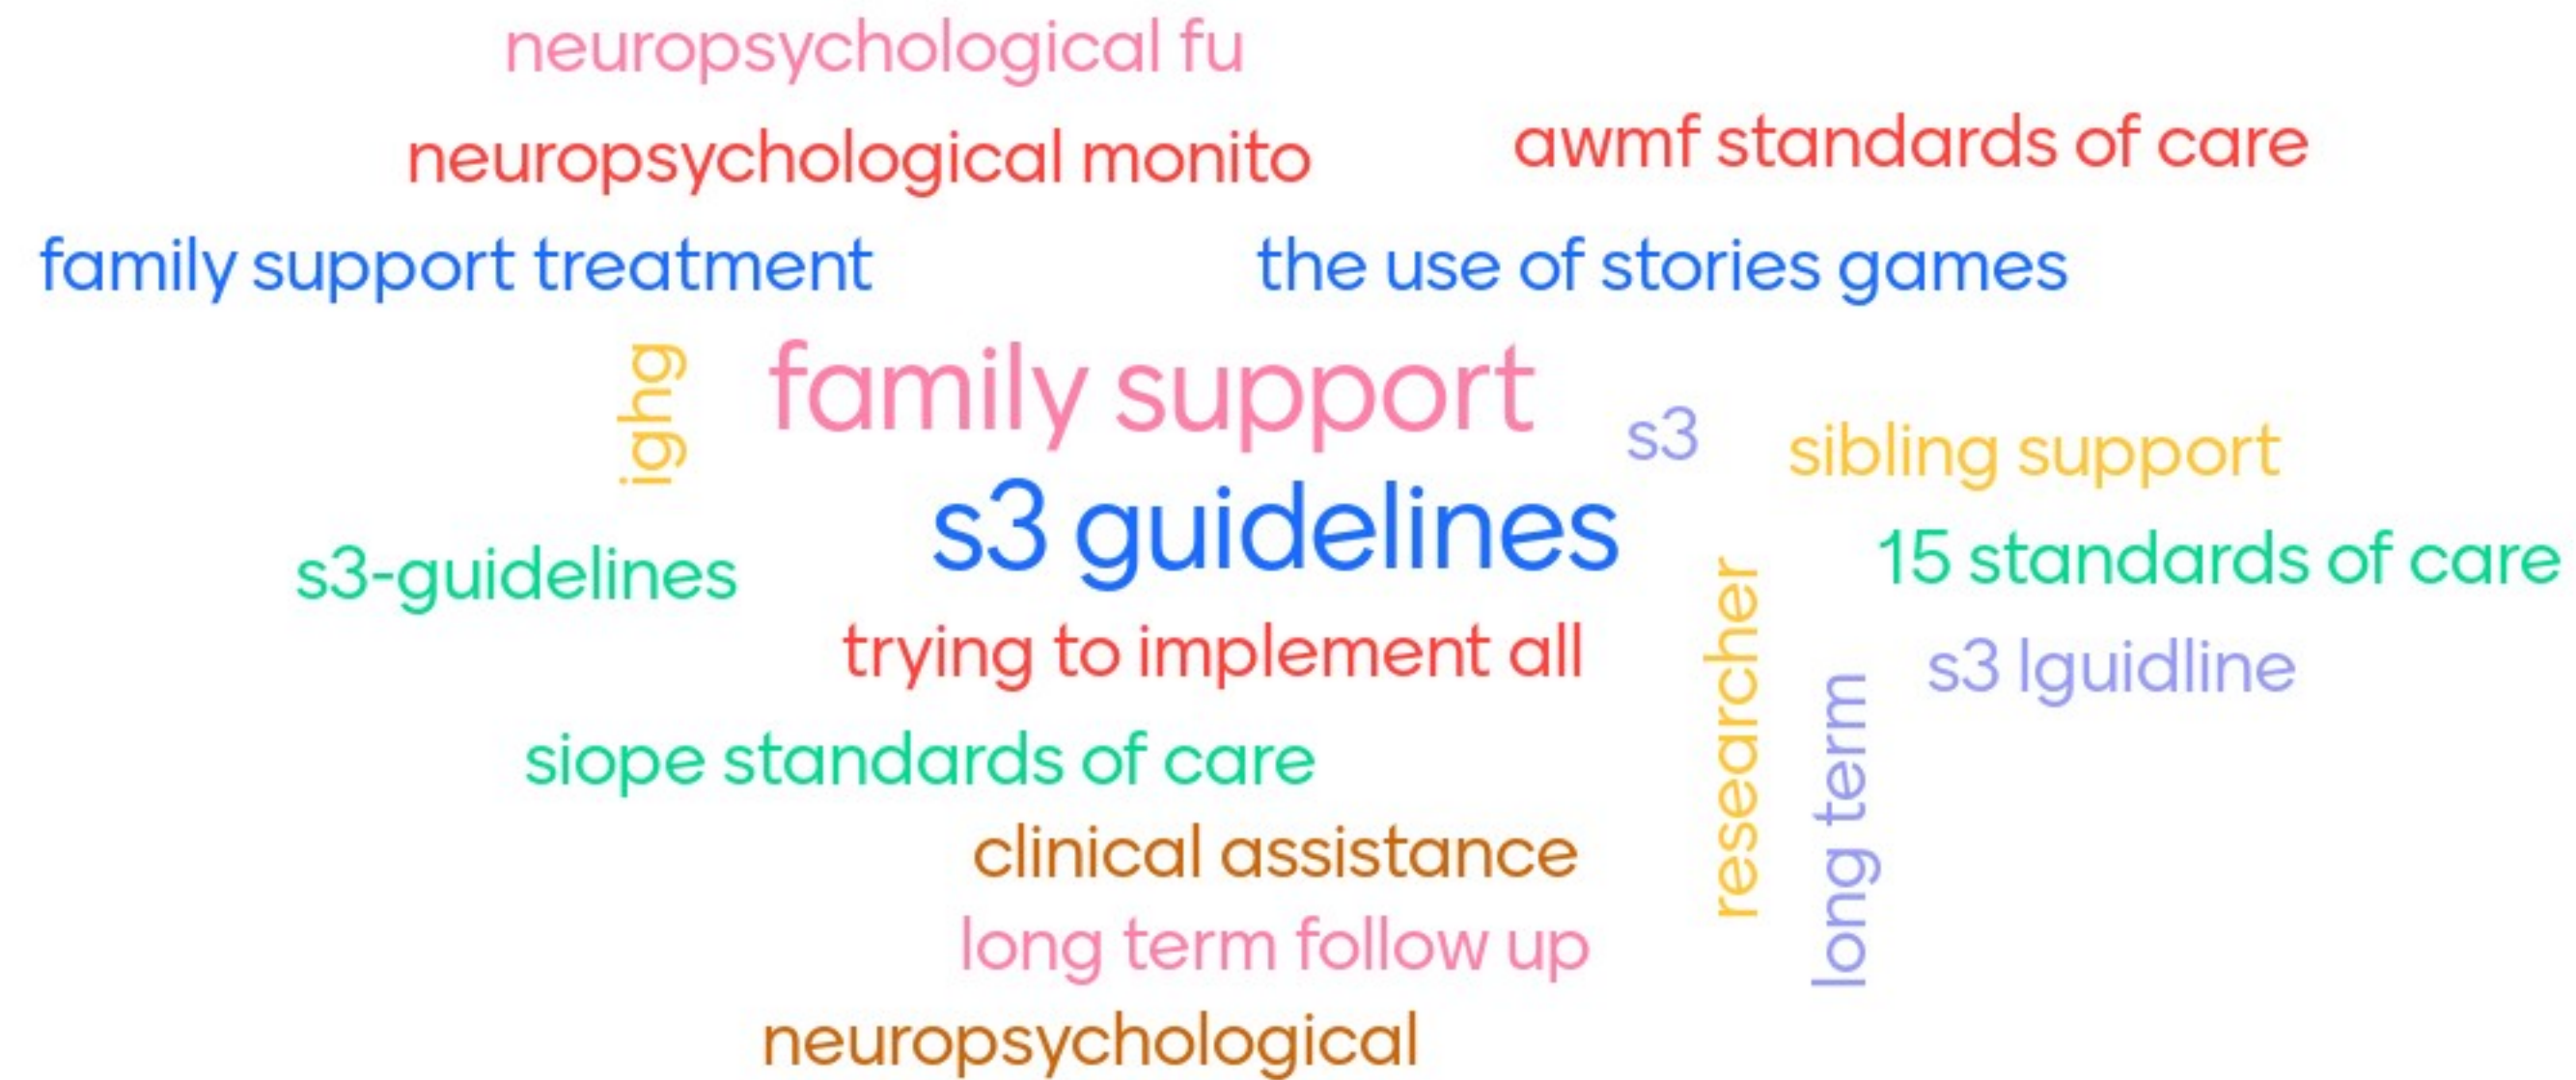 neuropsychological fu
neuropsychological monito
awmf standards of care
family support treatment
the use of stories games
ighg
family support
s3
sibling support
s3 guidelines
s3-guidelines
15 standards of care
trying to implement all
researcher
s3 lguidline
long term
siope standards of care
clinical assistance
long term follow up
neuropsychological